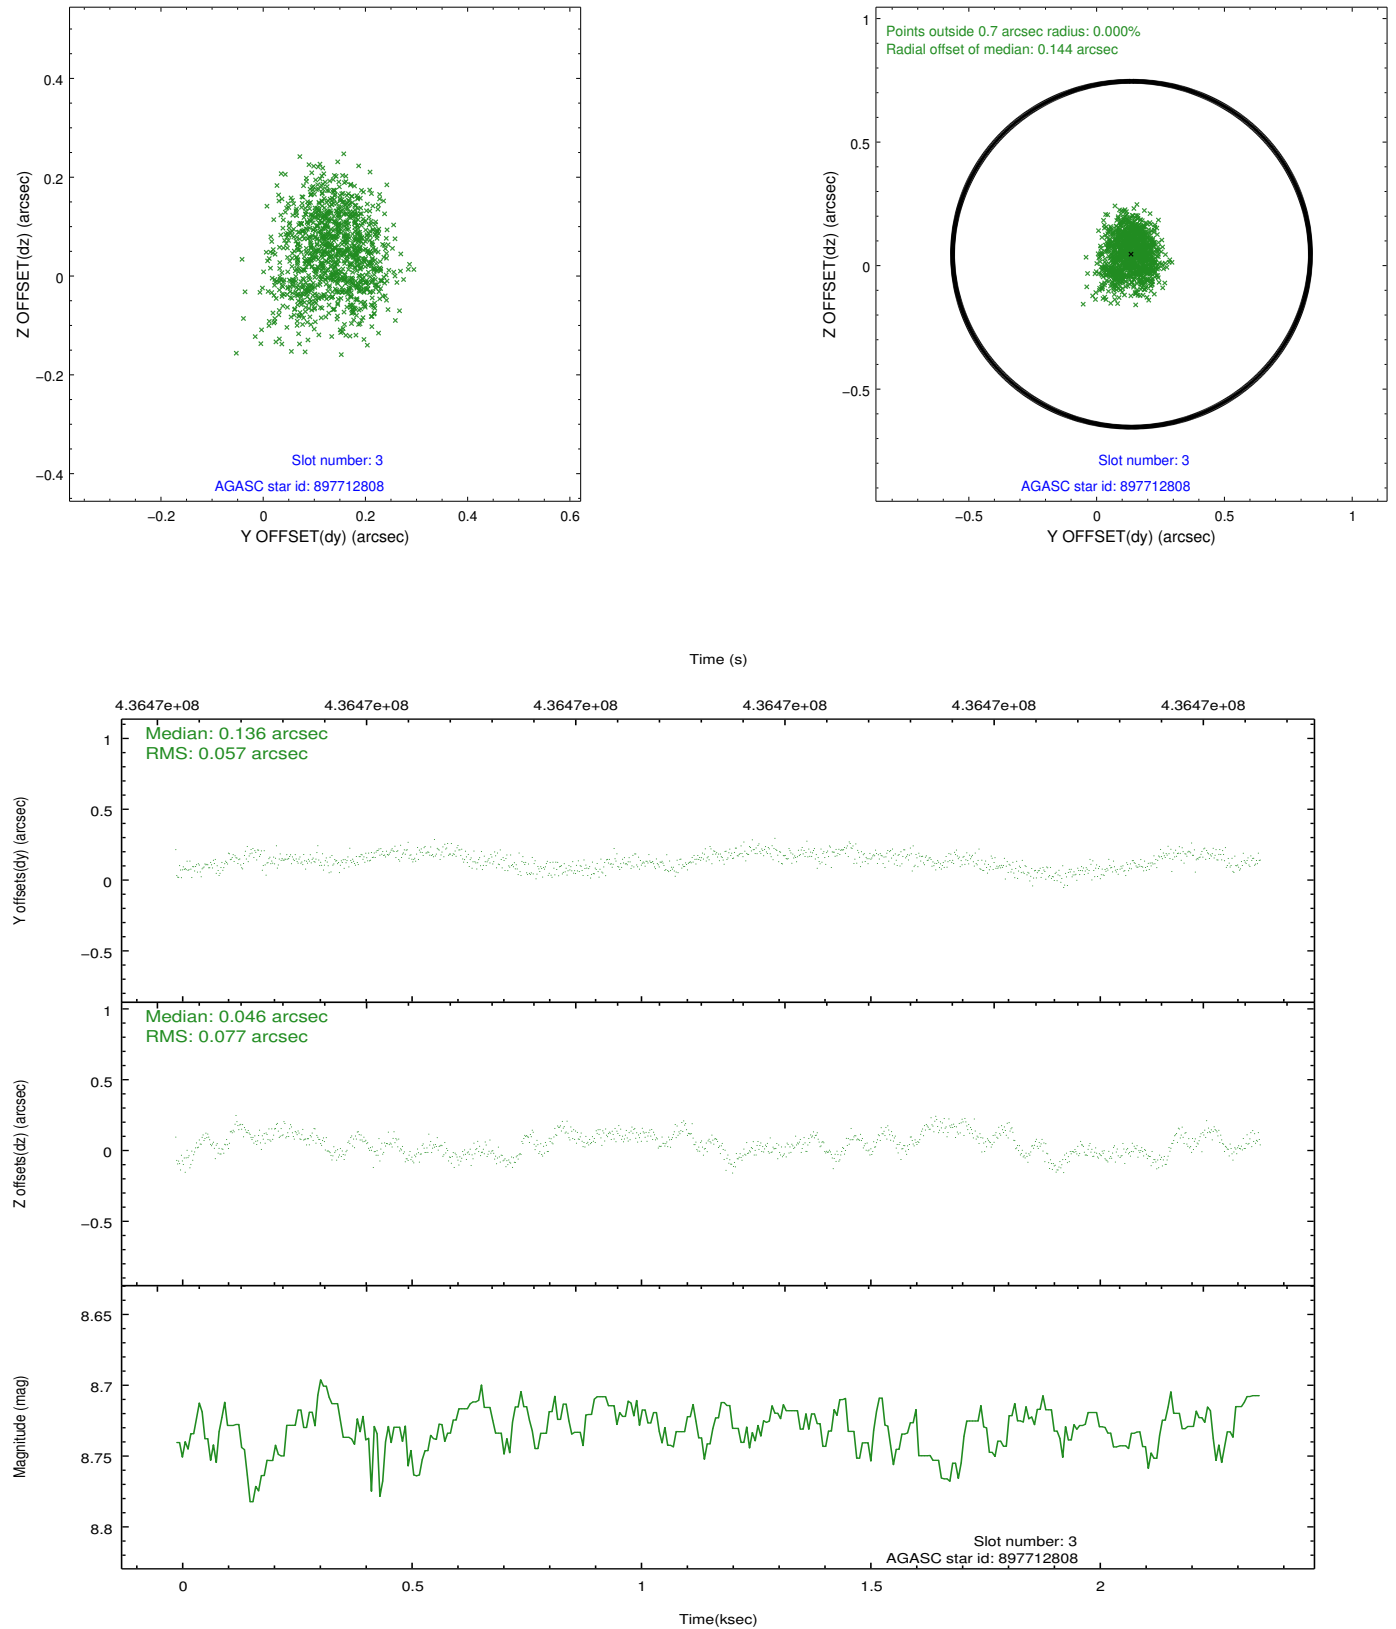 0.4
0.2
0
−0.2
−0.4
Z OFFSET(dz) (arcsec)
Slot number: 3
AGASC star id: 897712808
−0.2 0 0.2 0.4 0.6
Y OFFSET(dy) (arcsec)
Points outside 0.7 arcsec radius: 0.000%
Radial offset of median: 0.144 arcsec
1
0.5
0
−0.5
Z OFFSET(dz) (arcsec)
Slot number: 3
AGASC star id: 897712808
−0.5 0 0.5 1
Y OFFSET(dy) (arcsec)
Time (s)
4.3647e+08 4.3647e+08 4.3647e+08 4.3647e+08 4.3647e+08 4.3647e+08
Median: 0.136 arcsec
RMS: 0.057 arcsec
1
0.5
0
−0.5
Y offsets(dy) (arcsec)
Median: 0.046 arcsec
RMS: 0.077 arcsec
1
0.5
0
−0.5
Z offsets(dz) (arcsec)
8.65
8.7
8.75
8.8
Magnitude (mag)
Slot number: 3
AGASC star id: 897712808
0 0.5 1 1.5 2
Time(ksec)